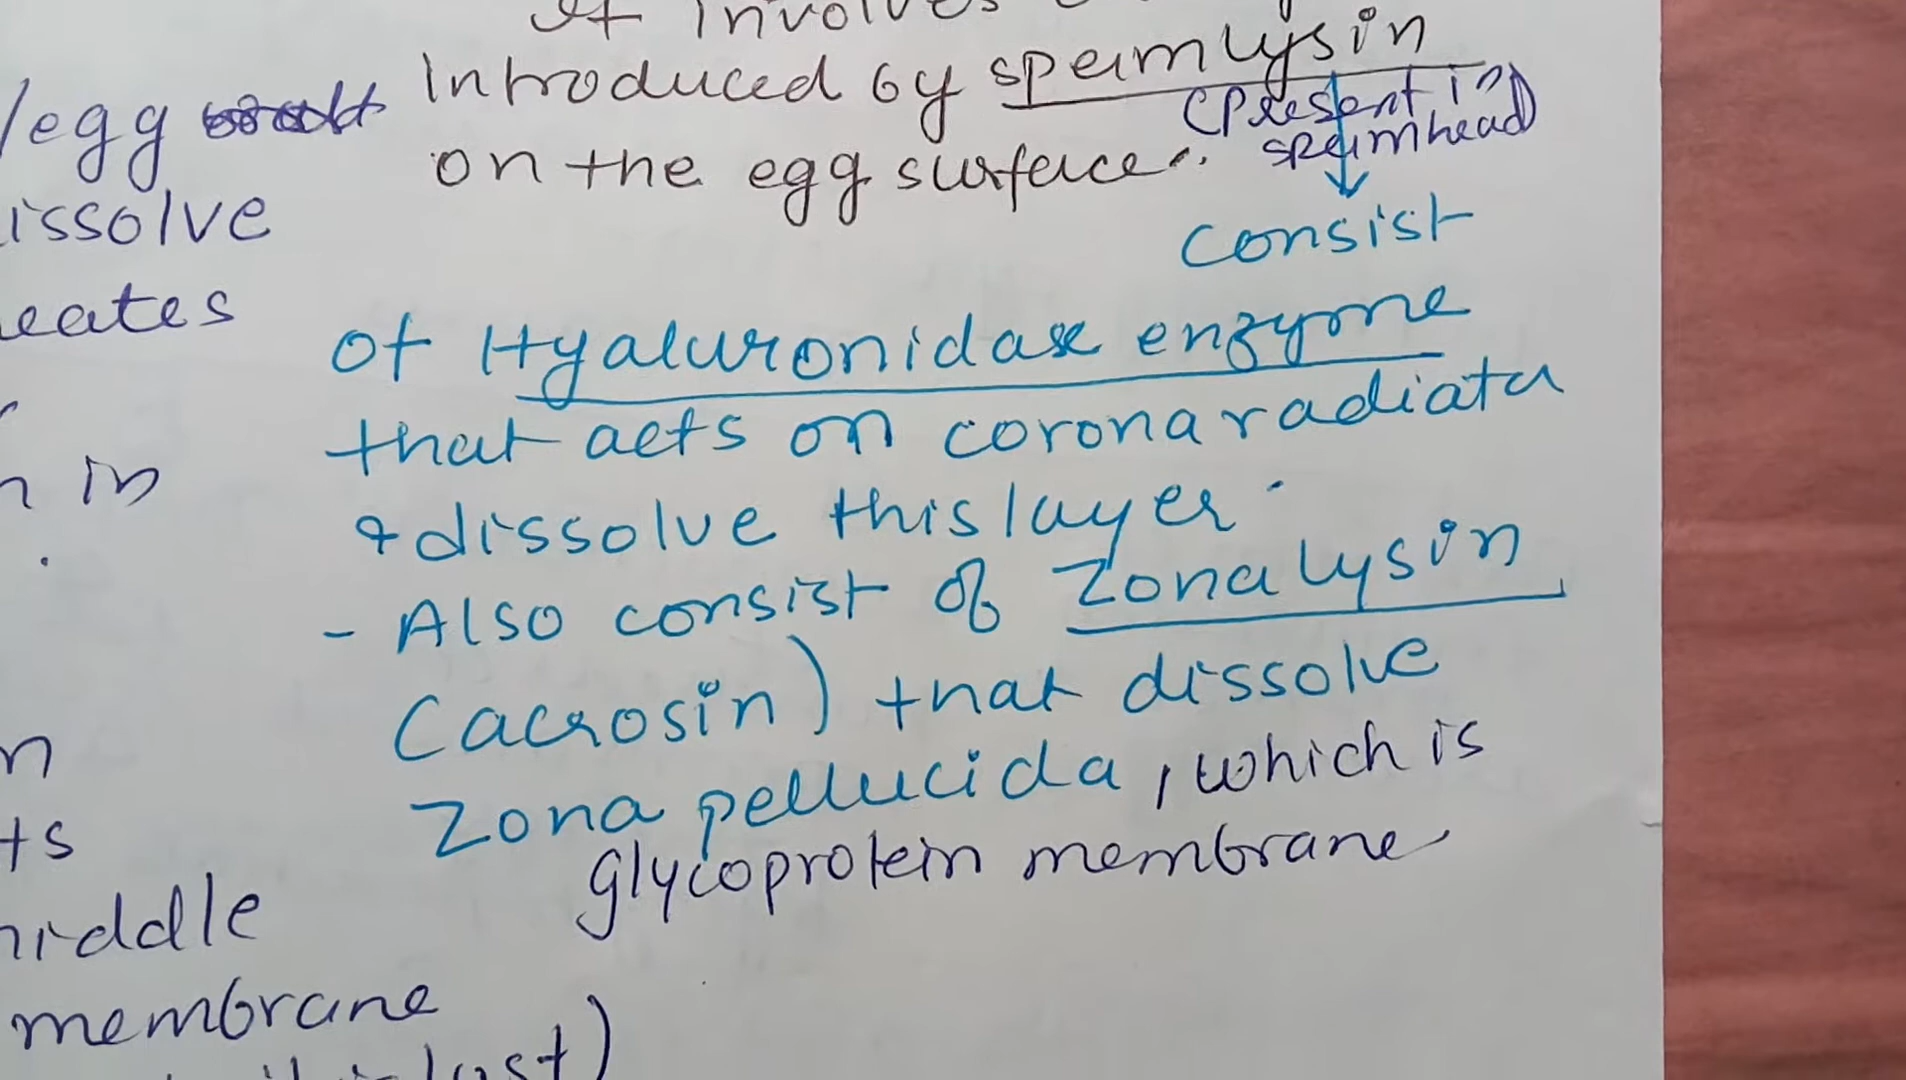 It involves
Introduced by spermlysin
(Present in
spermhead)
on the egg surface.
consist
of Hyaluronidase enzyme
that acts on corona radiata
& dissolve this layer.
- Also consist of Zonalysin
(acrosin) that dissolve
Zona pellucida, which is
glycoprotein membrane
/egg
issolve
eates
in
n
ts
iddle
membrane
last)